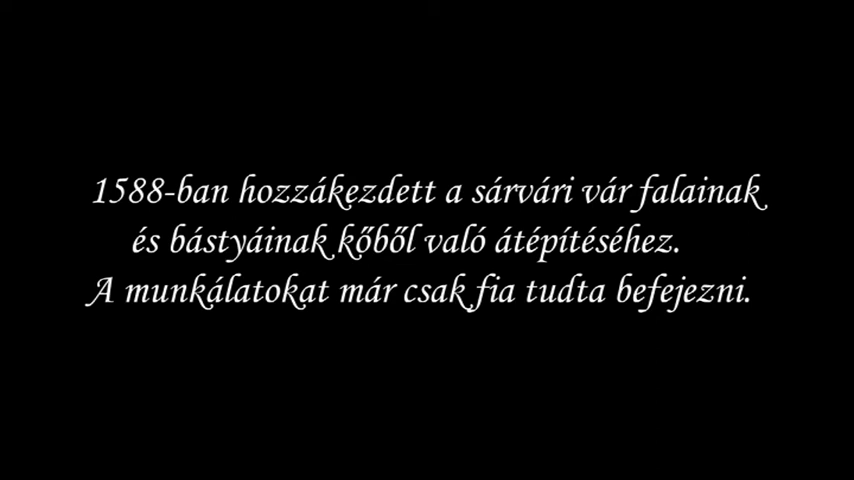 1588-ban hozzákezdett a sárvári vár falainak
és bástyáinak kőből való átépítéséhez.
A munkálatokat már csak fia tudta befejezni.